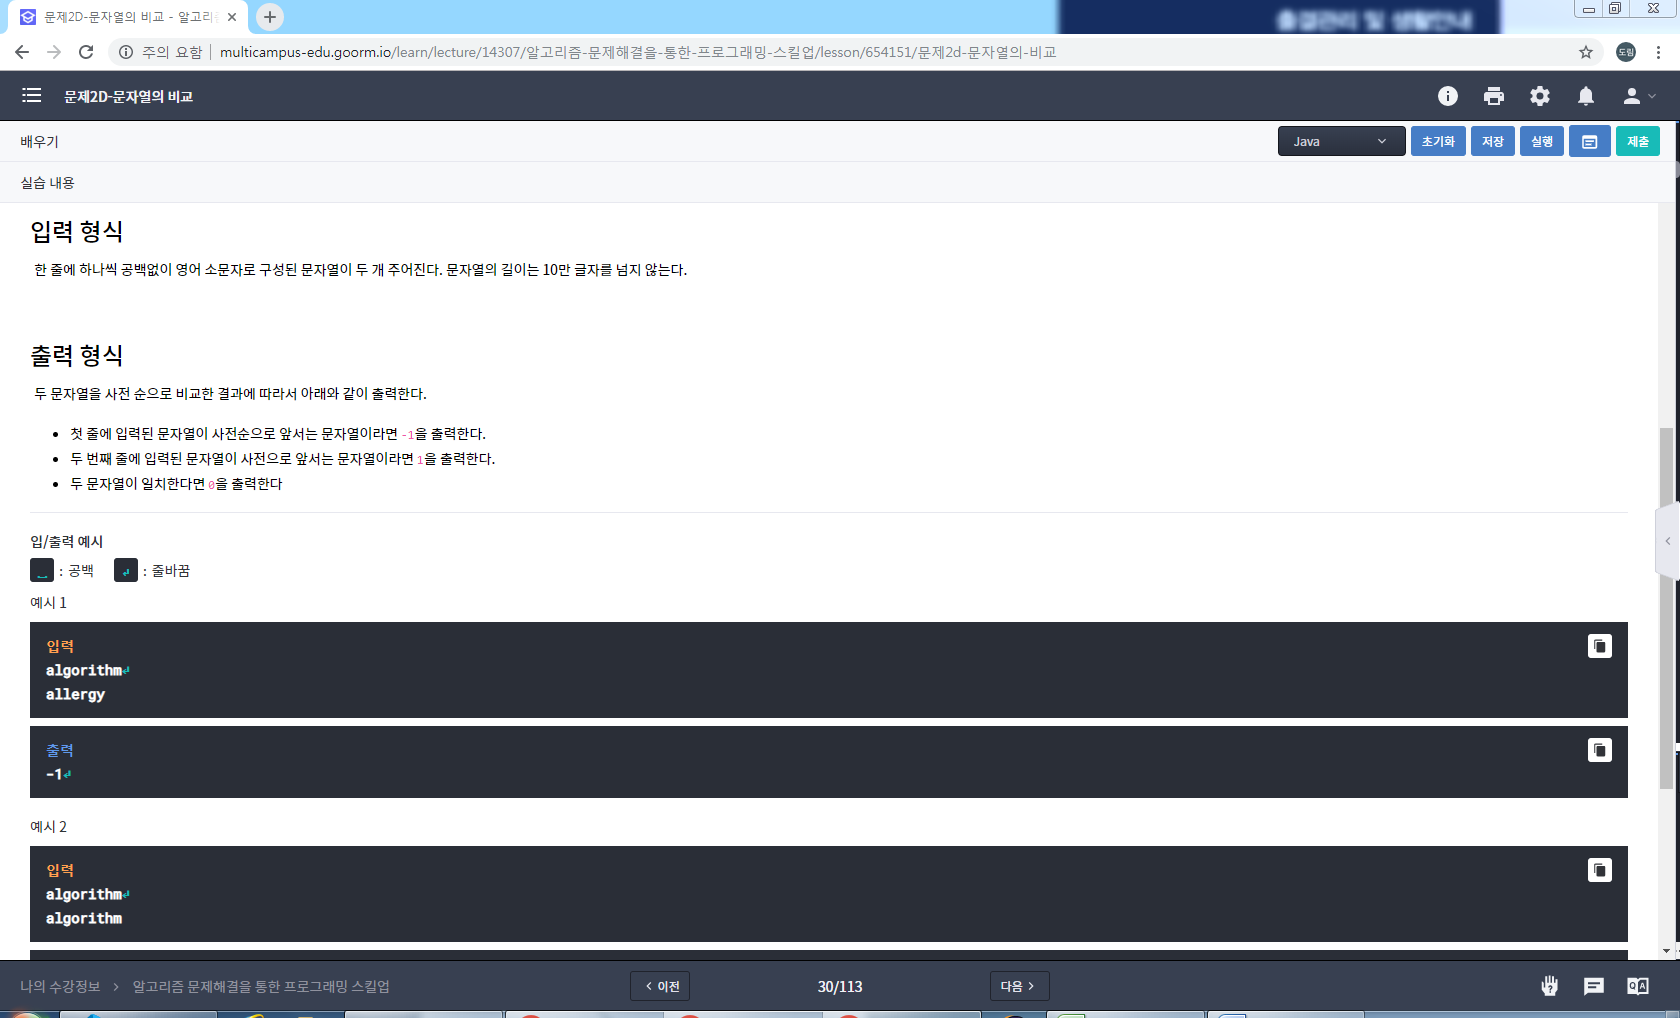 문제2D-문자열의 비교 - 알고리즘
출결관리 및 생활안내
주의 요함 | multicampus-edu.goorm.io/learn/lecture/14307/알고리즘-문제해결을-통한-프로그래밍-스킬업/lesson/654151/문제2d-문자열의-비교
도림
문제2D-문자열의 비교
배우기
Java
초기화
저장
실행
제출
실습 내용
입력 형식
한 줄에 하나씩 공백없이 영어 소문자로 구성된 문자열이 두 개 주어진다. 문자열의 길이는 10만 글자를 넘지 않는다.
출력 형식
두 문자열을 사전 순으로 비교한 결과에 따라서 아래와 같이 출력한다.
• 첫 줄에 입력된 문자열이 사전순으로 앞서는 문자열이라면 -1을 출력한다.
• 두 번째 줄에 입력된 문자열이 사전으로 앞서는 문자열이라면 1을 출력한다.
• 두 문자열이 일치한다면 0을 출력한다
입/출력 예시
: 공백 ↵ : 줄바꿈
예시 1
입력
algorithm↵
allergy
출력
-1↵
예시 2
입력
algorithm↵
algorithm
나의 수강정보 > 알고리즘 문제해결을 통한 프로그래밍 스킬업
< 이전
30/113
다음 >
Q A